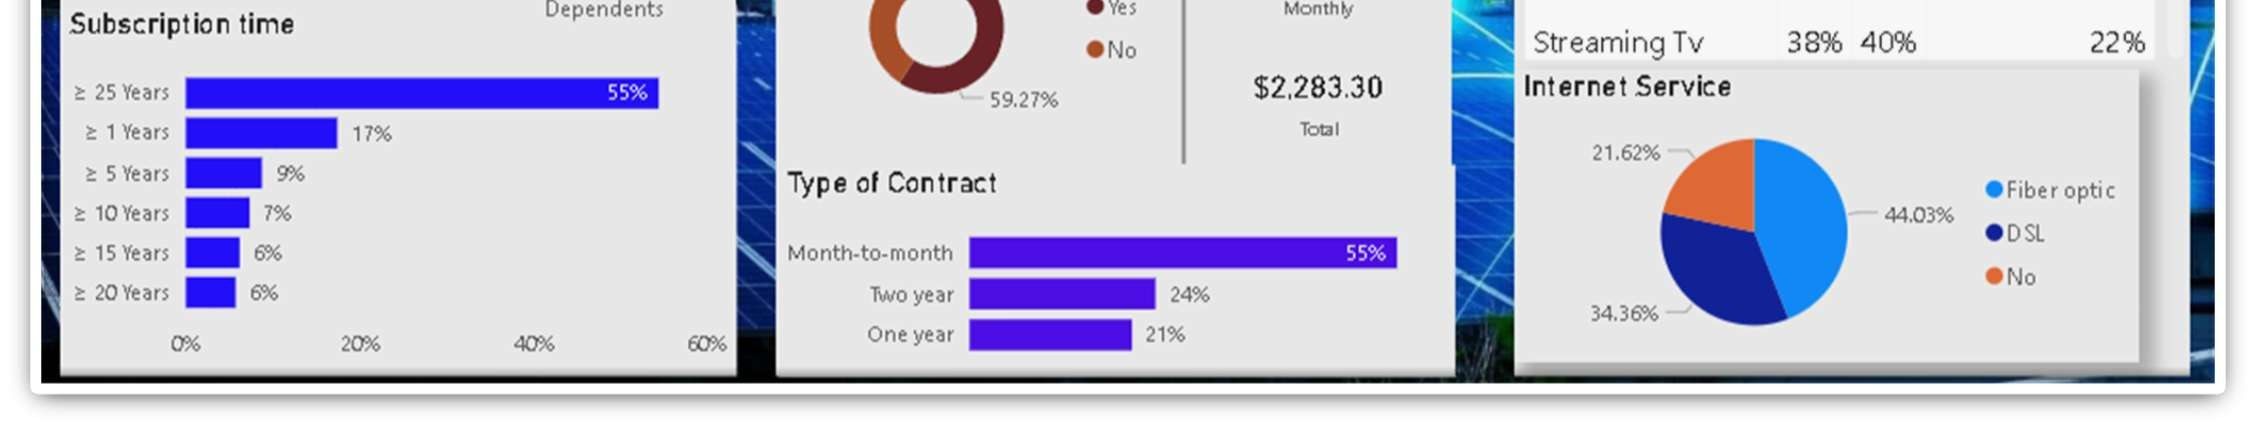 Dependents
Subscription time
≥ 25 Years 55%
≥ 1 Years 17%
≥ 5 Years 9%
≥ 10 Years 7%
≥ 15 Years 6%
≥ 20 Years 6%
0% 20% 40% 60%
Yes
No
59.27%
Monthly
$2,283.30
Total
Type of Contract
Month-to-month 55%
Two year 24%
One year 21%
Streaming Tv 38% 40% 22%
Internet Service
21.62%
44.03%
34.36%
Fiber optic
DSL
No